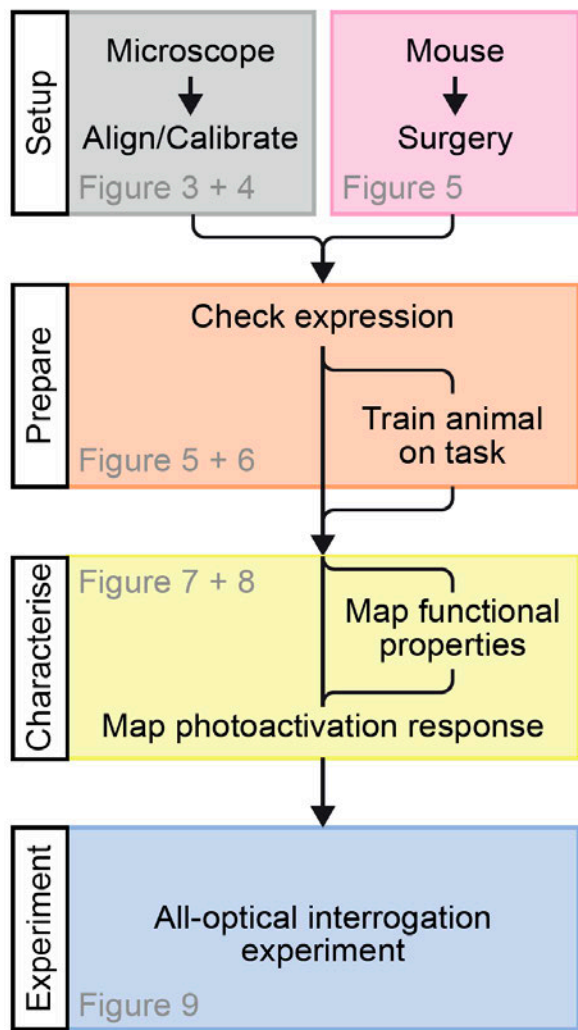 Setup
Microscope
Align/Calibrate
Figure 3 + 4
Mouse
Surgery
Figure 5
Prepare
Check expression
Train animal
on task
Figure 5 + 6
Characterise
Figure 7 + 8
Map functional
properties
Map photoactivation response
Experiment
All-optical interrogation
experiment
Figure 9